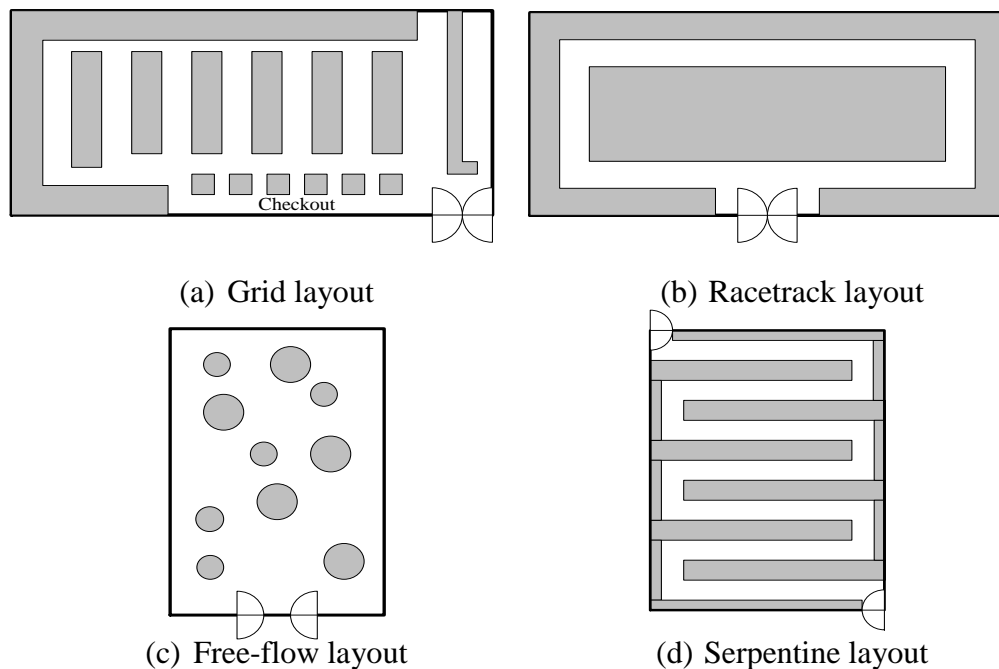 Checkout
(a) Grid layout
(b) Racetrack layout
(c) Free-flow layout
(d) Serpentine layout